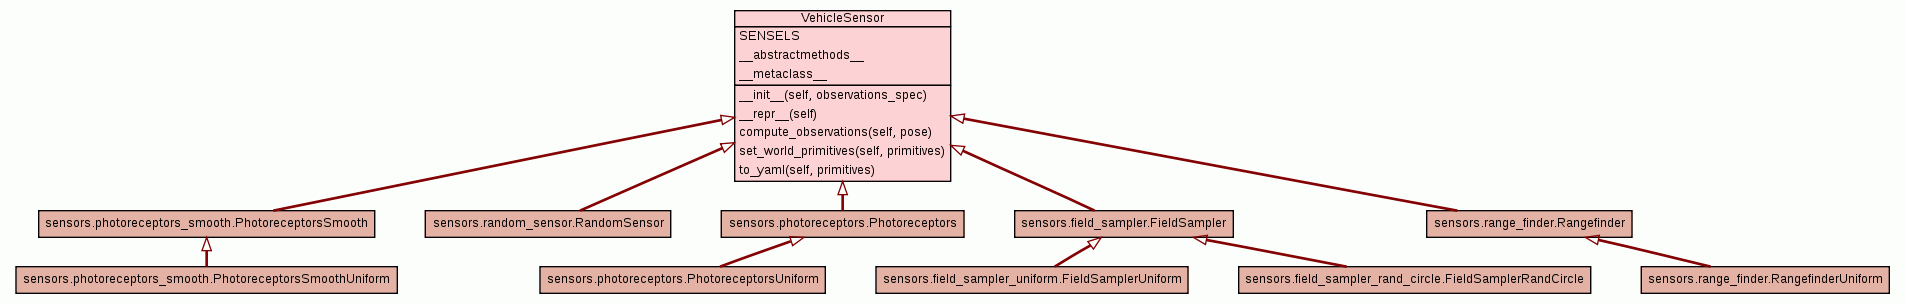 VehicleSensor
SENSELS
__abstractmethods__
__metaclass__
__init__(self, observations_spec)
__repr__(self)
compute_observations(self, pose)
set_world_primitives(self, primitives)
to_yaml(self, primitives)
sensors.photoreceptors_smooth.PhotoreceptorsSmooth
sensors.random_sensor.RandomSensor
sensors.photoreceptors.Photoreceptors
sensors.field_sampler.FieldSampler
sensors.range_finder.Rangefinder
sensors.photoreceptors_smooth.PhotoreceptorsSmoothUniform
sensors.photoreceptors.PhotoreceptorsUniform
sensors.field_sampler_uniform.FieldSamplerUniform
sensors.field_sampler_rand_circle.FieldSamplerRandCircle
sensors.range_finder.RangefinderUniform